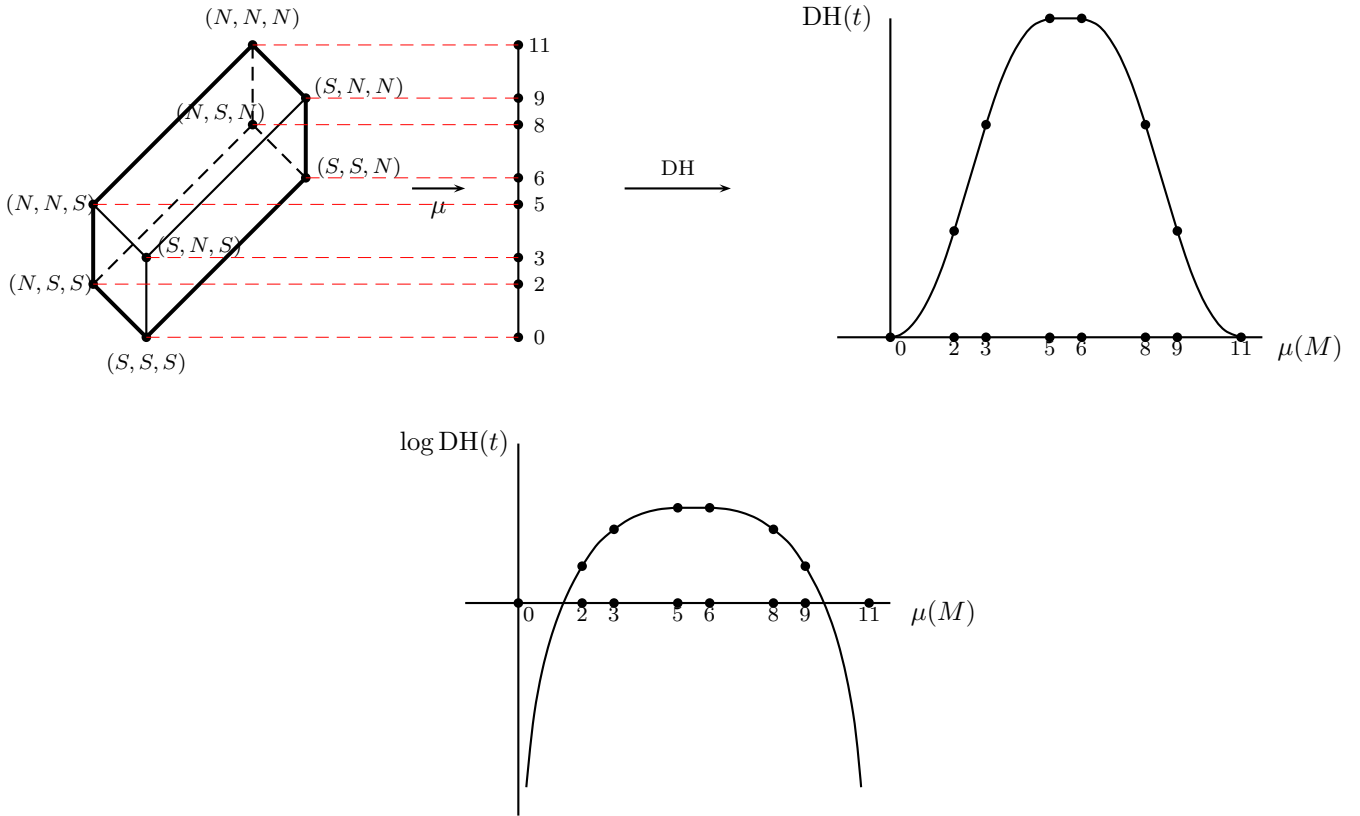 (N, N, N)
11
(S, N, N)
9
(N, S, N)
8
(S, S, N)
6
(N, N, S)
5
μ
(S, N, S)
3
(N, S, S)
2
0
(S, S, S)
DH
DH(t)
0 2 3 5 6 8 9 11 μ(M)
log DH(t)
0 2 3 5 6 8 9 11 μ(M)